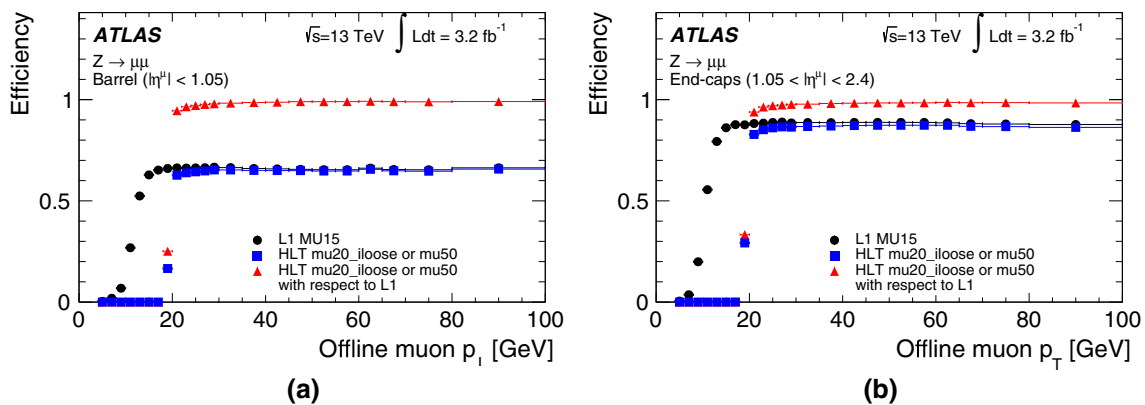 ATLAS
√s=13 TeV ∫ Ldt = 3.2 fb⁻¹
Z → μμ
Barrel (|η^μ| < 1.05)
Efficiency
1
0.5
0
L1 MU15
HLT mu20_iloose or mu50
HLT mu20_iloose or mu50
with respect to L1
0 20 40 60 80 100
Offline muon p_T [GeV]
(a)
ATLAS
√s=13 TeV ∫ Ldt = 3.2 fb⁻¹
Z → μμ
End-caps (1.05 < |η^μ| < 2.4)
Efficiency
1
0.5
0
L1 MU15
HLT mu20_iloose or mu50
HLT mu20_iloose or mu50
with respect to L1
0 20 40 60 80 100
Offline muon p_T [GeV]
(b)